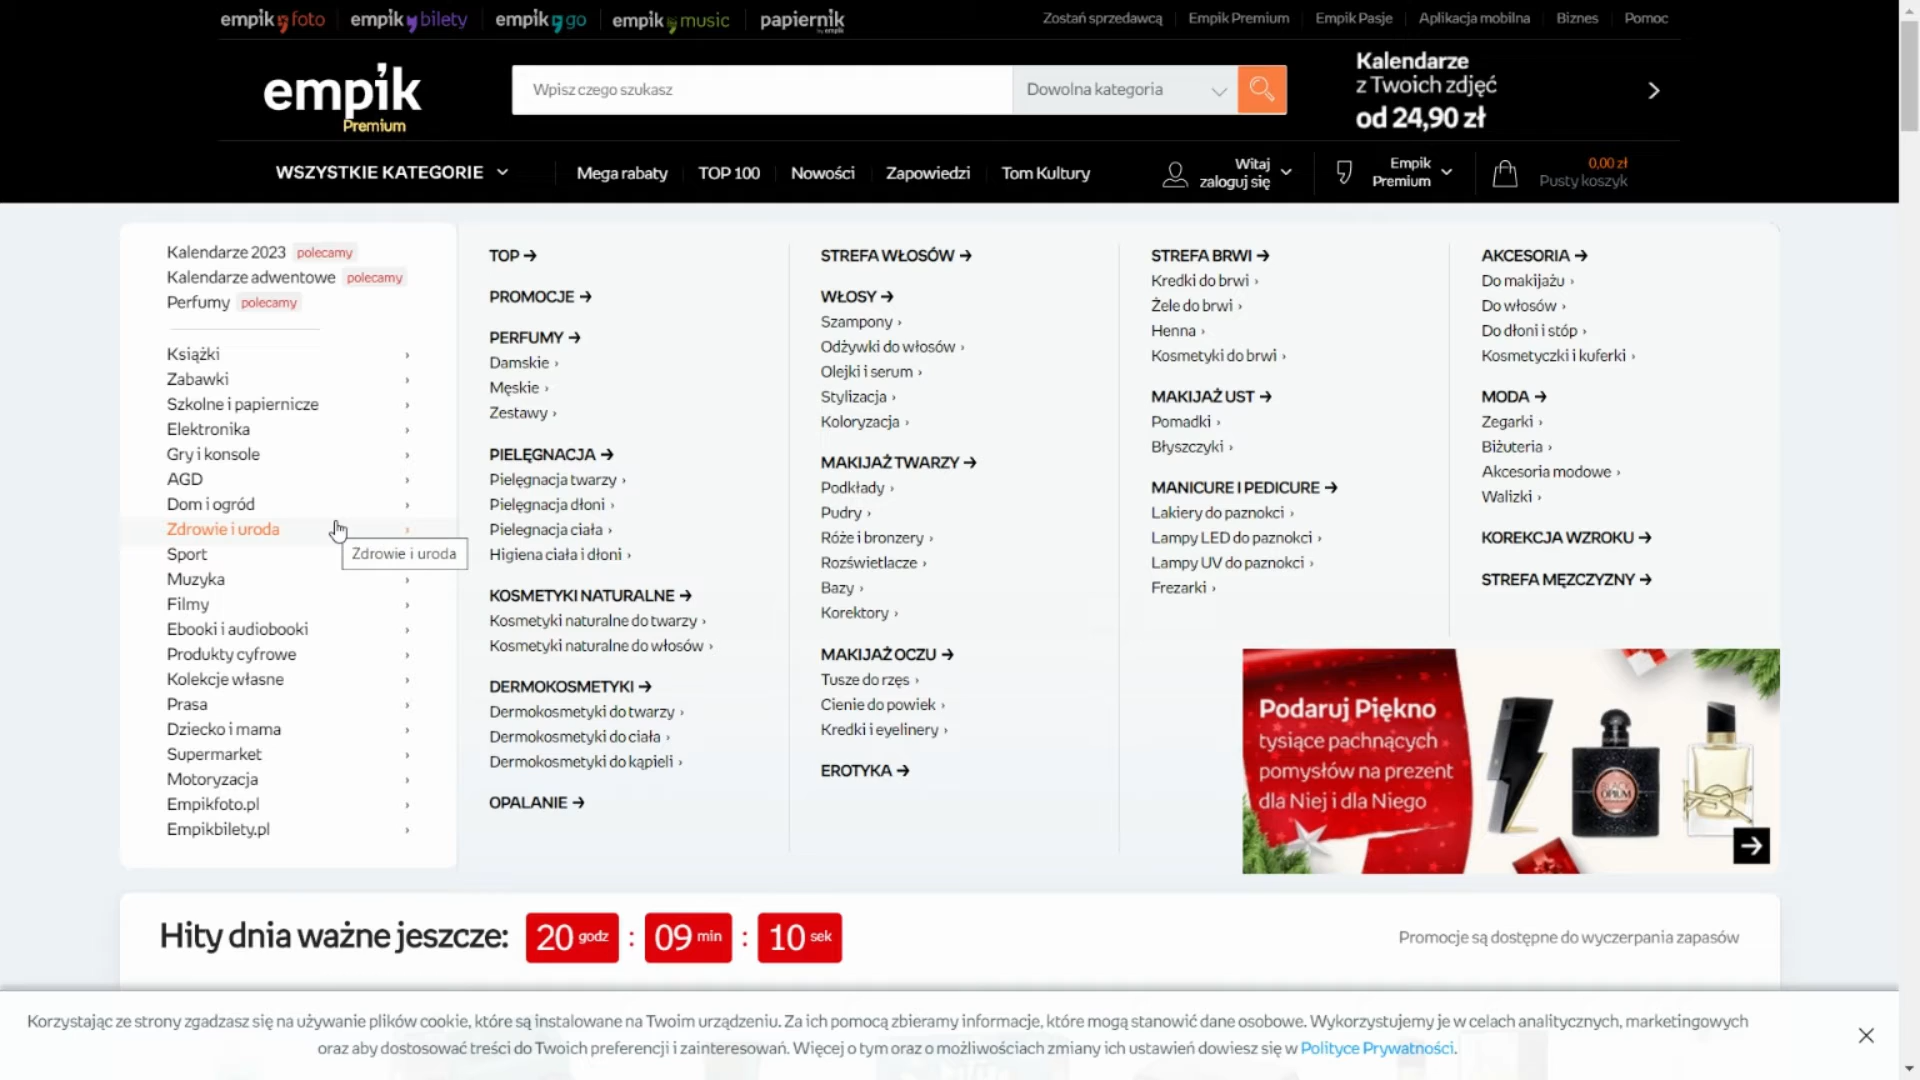 empik foto
empik bilety
empik go
empik music
papiernik
by empik
Zostań sprzedawcą
Empik Premium
Empik Pasje
Aplikacja mobilna
Biznes
Pomoc
empik
Premium
Wpisz czego szukasz
Dowolna kategoria
Kalendarze
z Twoich zdjęć
od 24,90 zł
WSZYSTKIE KATEGORIE
Mega rabaty
TOP 100
Nowości
Zapowiedzi
Tom Kultury
Witaj
zaloguj się
Empik
Premium
0,00 zł
Pusty koszyk
Kalendarze 2023 polecamy
Kalendarze adwentowe polecamy
Perfumy polecamy
Książki
Zabawki
Szkolne i papiernicze
Elektronika
Gry i konsole
AGD
Dom i ogród
Zdrowie i uroda
Zdrowie i uroda
Sport
Muzyka
Filmy
Ebooki i audiobooki
Produkty cyfrowe
Kolekcje własne
Prasa
Dziecko i mama
Supermarket
Motoryzacja
Empikfoto.pl
Empikbilety.pl
TOP
PROMOCJE
PERFUMY
Damskie
Męskie
Zestawy
PIELĘGNACJA
Pielęgnacja twarzy
Pielęgnacja dłoni
Pielęgnacja ciała
Higiena ciała i dłoni
KOSMETYKI NATURALNE
Kosmetyki naturalne do twarzy
Kosmetyki naturalne do włosów
DERMOKOSMETYKI
Dermokosmetyki do twarzy
Dermokosmetyki do ciała
Dermokosmetyki do kąpieli
OPALANIE
STREFA WŁOSÓW
WŁOSY
Szampony
Odżywki do włosów
Olejki i serum
Stylizacja
Koloryzacja
MAKIJAŻ TWARZY
Podkłady
Pudry
Róże i bronzery
Rozświetlacze
Bazy
Korektory
MAKIJAŻ OCZU
Tusze do rzęs
Cienie do powiek
Kredki i eyelinery
EROTYKA
STREFA BRWI
Kredki do brwi
Żele do brwi
Henna
Kosmetyki do brwi
MAKIJAŻ UST
Pomadki
Błyszczyki
MANICURE I PEDICURE
Lakiery do paznokci
Lampy LED do paznokci
Lampy UV do paznokci
Frezarki
AKCESORIA
Do makijażu
Do włosów
Do dłoni i stóp
Kosmetyczki i kuferki
MODA
Zegarki
Biżuteria
Akcesoria modowe
Walizki
KOREKCJA WZROKU
STREFA MĘZCZYZNY
Podaruj Piękno
tysiące pachnących
pomysłów na prezent
dla Niej i dla Niego
BLACK
OPIUM
Hity dnia ważne jeszcze: 20 godz : 09 min : 10 sek
Promocje są dostępne do wyczerpania zapasów
Korzystając ze strony zgadzasz się na używanie plików cookie, które są instalowane na Twoim urządzeniu. Za ich pomocą zbieramy informacje, które mogą stanowić dane osobowe. Wykorzystujemy je w celach analitycznych, marketingowych
oraz aby dostosować treści do Twoich preferencji i zainteresowań. Więcej o tym oraz o możliwościach zmiany ich ustawień dowiesz się w Polityce Prywatności.